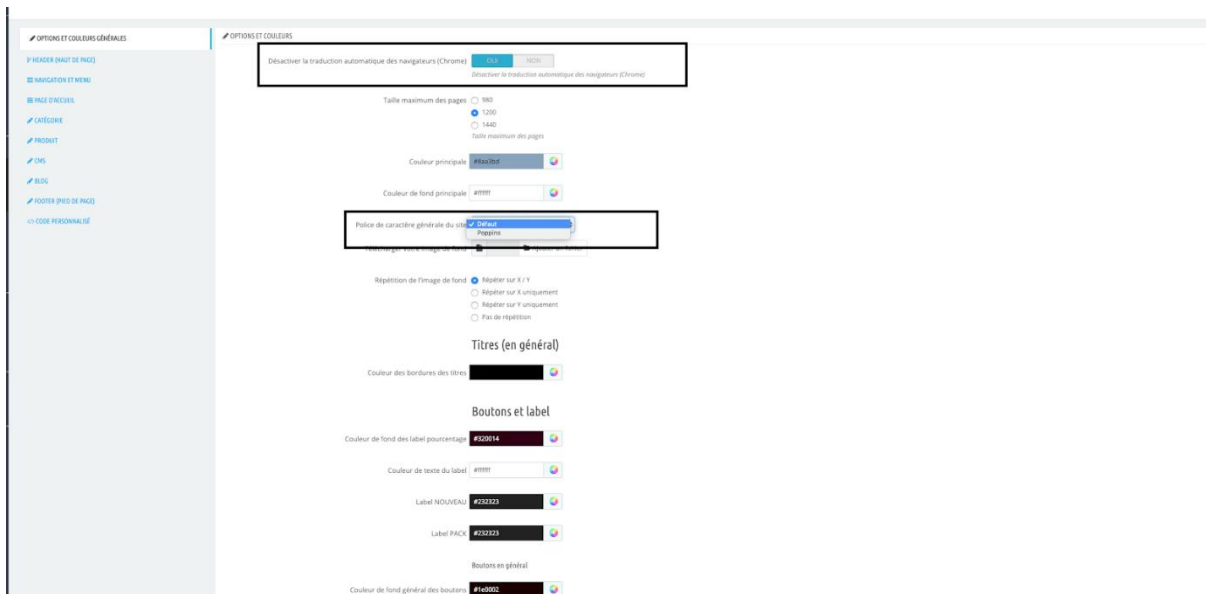 OPTIONS ET COULEURS GÉNÉRALES
HEADER (HAUT DE PAGE)
NAVIGATION ET MENU
PAGE D'ACCUEIL
CATÉGORIE
PRODUIT
CMS
BLOG
FOOTER (PIED DE PAGE)
</> CODE PERSONNALISÉ
OPTIONS ET COULEURS
Désactiver la traduction automatique des navigateurs (Chrome) OUI NON
Désactiver la traduction automatique des navigateurs (Chrome)
Taille maximum des pages 980
1200
1440
Taille maximum des pages
Couleur principale #8aa3bd
Couleur de fond principale #ffffff
Police de caractère générale du site Défaut
Poppins
Télécharger votre image de fond
Répétition de l'image de fond Répéter sur X / Y
Répéter sur X uniquement
Répéter sur Y uniquement
Pas de répétition
Titres (en général)
Couleur des bordures des titres
Boutons et label
Couleur de fond des label pourcentage #320014
Couleur de texte du label #ffffff
Label NOUVEAU #232323
Label PACK #232323
Boutons en général
Couleur de fond général des boutons #1e0002